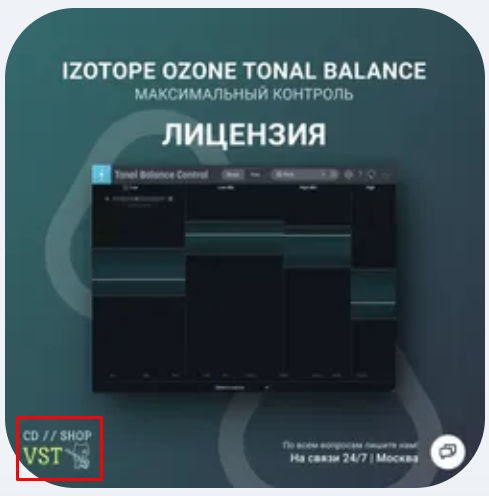 IZOTOPE OZONE TONAL BALANCE
МАКСИМАЛЬНЫЙ КОНТРОЛЬ
ЛИЦЕНЗИЯ
Tonal Balance Control
CD // SHOP
VST
По всем вопросам пишите нам:
На связи 24/7 | Москва